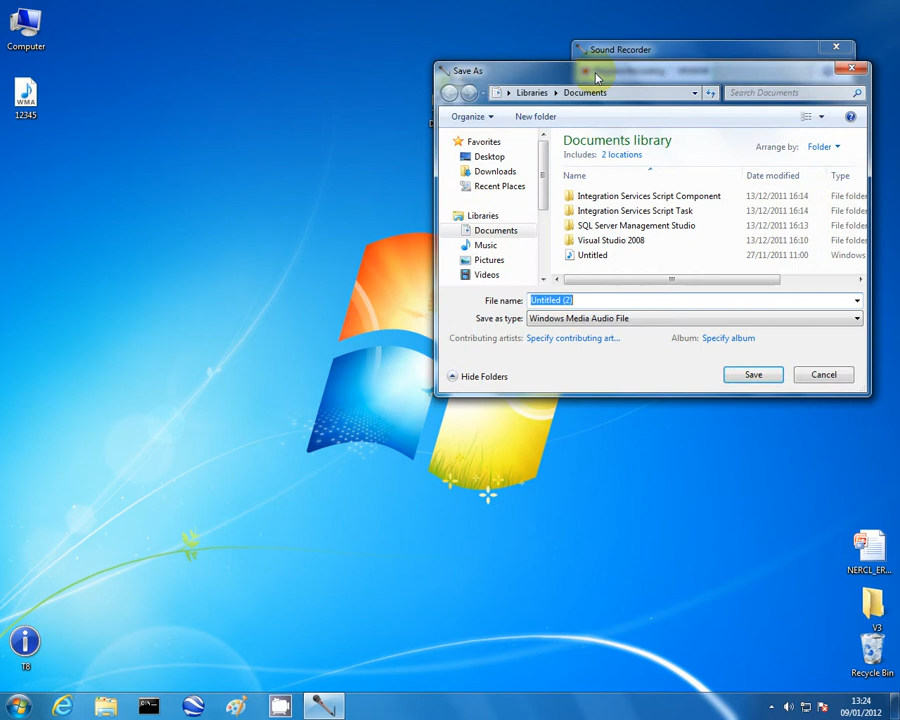 Computer
WMA
12345
Sound Recorder
Save As
Libraries
Documents
Search Documents
Organize
New folder
Favorites
Desktop
Downloads
Recent Places
Libraries
Documents
Music
Pictures
Videos
Documents library
Includes: 2 locations
Arrange by: Folder
Name Date modified Type
Integration Services Script Component 13/12/2011 16:14 File folder
Integration Services Script Task 13/12/2011 16:14 File folder
SQL Server Management Studio 13/12/2011 16:14 File folder
Visual Studio 2008 13/12/2011 16:10 File folder
Untitled 27/11/2011 11:00 Windows
File name: Untitled (2)
Save as type: Windows Media Audio File
Contributing artists: Specify contributing art... Album: Specify album
Hide Folders
Save
Cancel
NERCL_ER...
V3
T8
Recycle Bin
13:24
09/01/2012